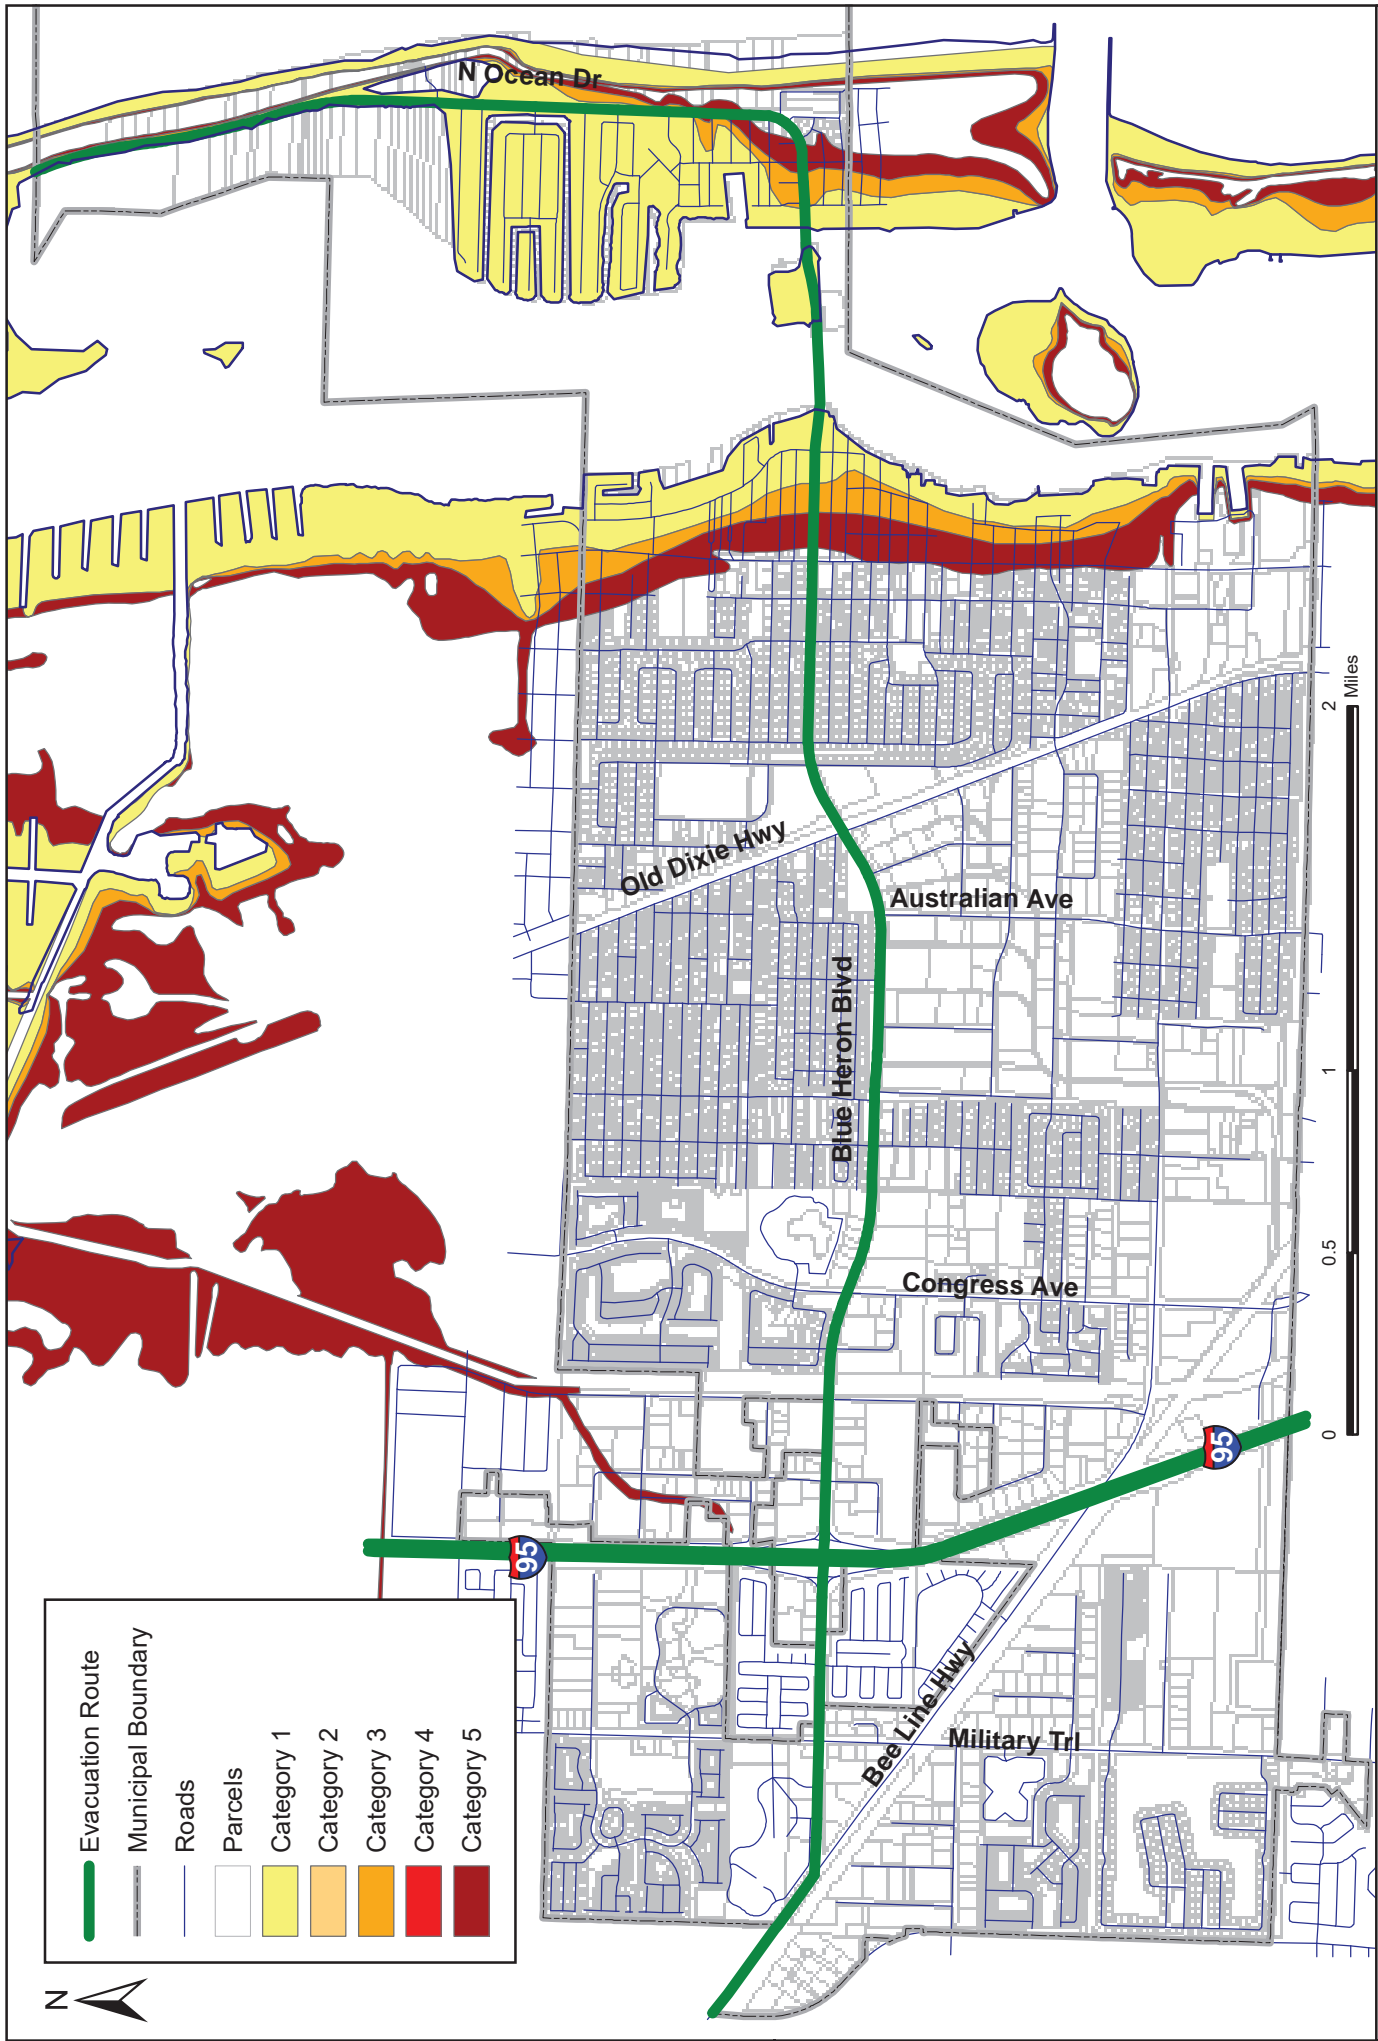 N
Evacuation Route
Municipal Boundary
Roads
Parcels
Category 1
Category 2
Category 3
Category 4
Category 5
N Ocean Dr
Old Dixie Hwy
Australian Ave
Blue Heron Blvd
Congress Ave
95
95
Bee Line Hwy
Military Trl
0 0.5 1 2
Miles